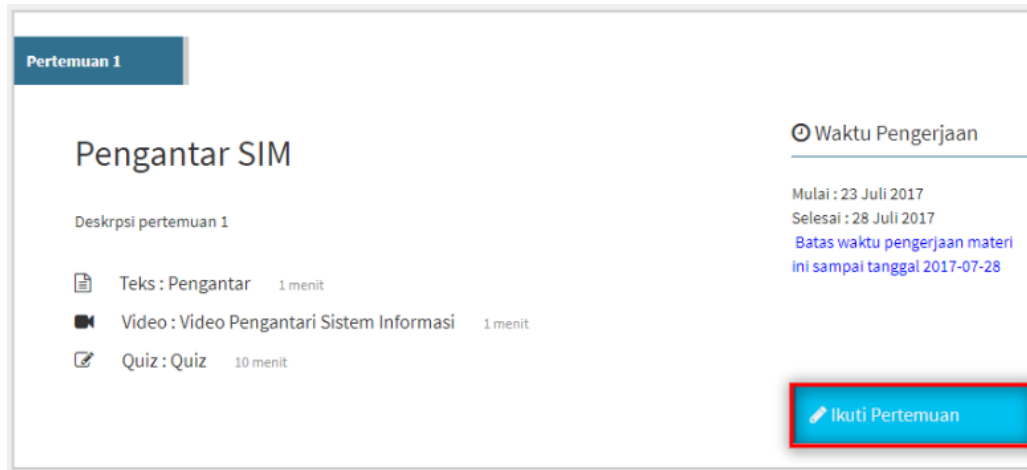 Pertemuan 1
Pengantar SIM
Deskrpsi pertemuan 1
Teks : Pengantar 1 menit
Video : Video Pengantari Sistem Informasi 1 menit
Quiz : Quiz 10 menit
Waktu Pengerjaan
Mulai : 23 Juli 2017
Selesai : 28 Juli 2017
Batas waktu pengerjaan materi
ini sampai tanggal 2017-07-28
Ikuti Pertemuan